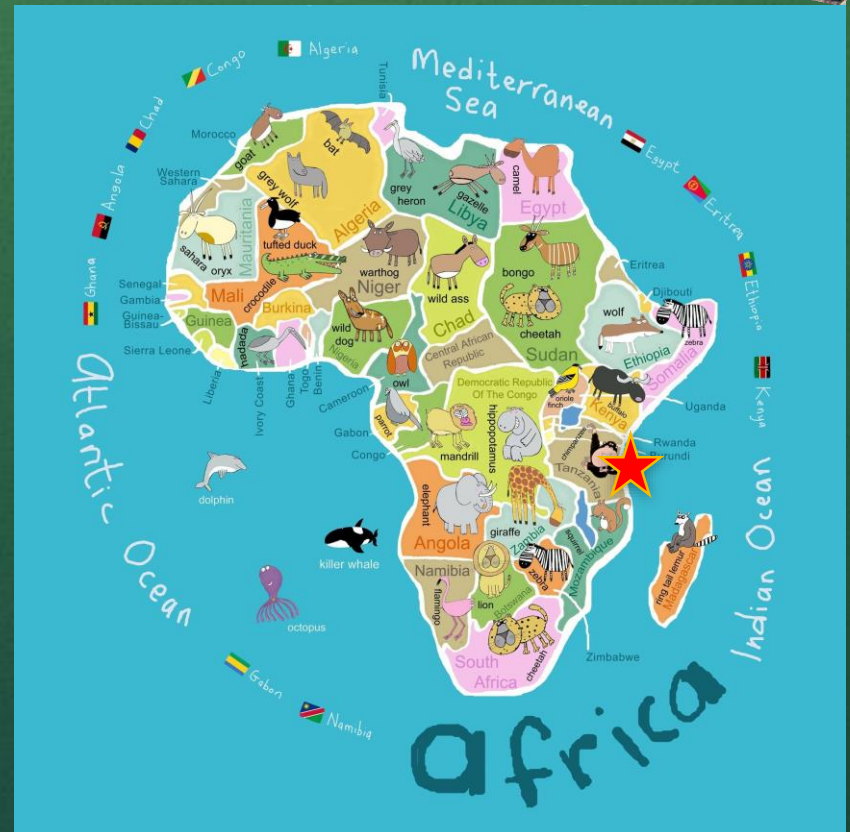 Algeria
Congo
Chad
Angola
Ghana
Mediterranean
Sea
Egypt
Eritrea
Ethiopia
Kenya
Tunisia
Morocco
Western
Sahara
Senegal
Gambia
Guinea-
Bissau
Sierra Leone
Liberia
Ivory Coast
Ghana
Togo
Benin
Cameroon
Gabon
Congo
goat
bat
grey wolf
Algeria
grey
heron
gazelle
Libya
camel
Egypt
sahara
oryx
Mauritania
tufted duck
crocodile
Mali
Burkina
Guinea
hadada
warthog
Niger
wild
dog
Nigeria
wild ass
Chad
bongo
cheetah
Sudan
Eritrea
Djibouti
wolf
Ethiopia
zebra
Somalia
Uganda
owl
Central African
Republic
Democratic Republic
Of The Congo
hippopotamus
parrot
mandrill
oriole
finch
buffalo
Kenya
chimpanzee
Tanzania
Rwanda
Burundi
elephant
Angola
giraffe
Zambia
squirrel
Mozambique
Namibia
flamingo
lion
Botswana
zebra
Zimbabwe
South
Africa
cheetah
ring tail lemur
Madagascar
Atlantic
Ocean
dolphin
killer whale
octopus
Gabon
Namibia
Indian Ocean
africa